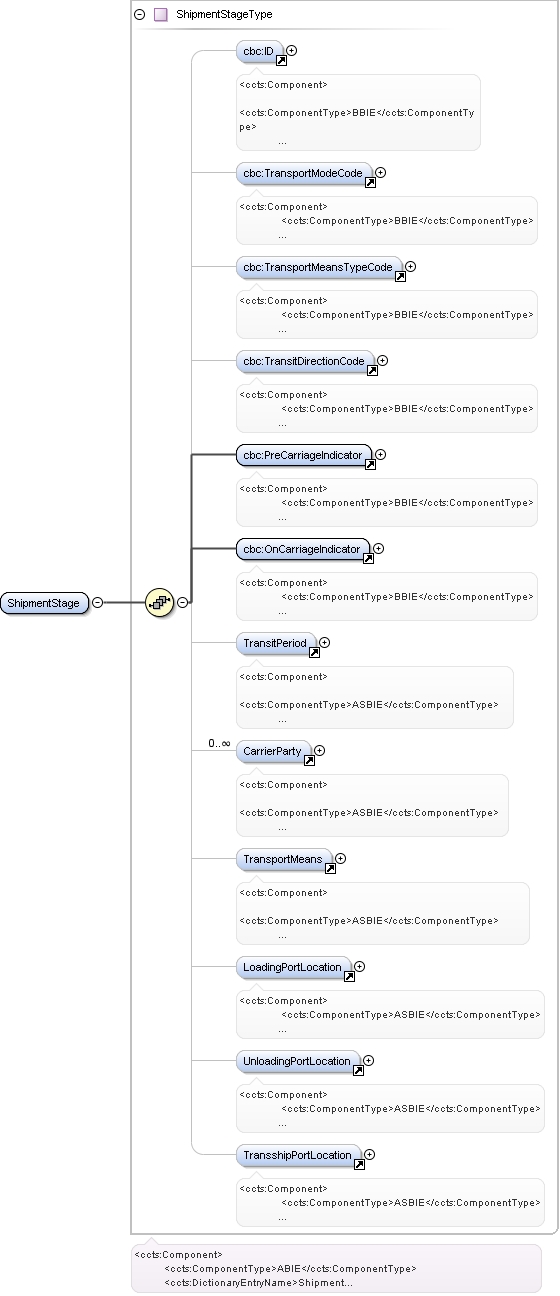 ShipmentStageType
cbc:ID
<ccts:Component>
<ccts:ComponentType>BBIE</ccts:ComponentTy
pe>
...
cbc:TransportModeCode
<ccts:Component>
<ccts:ComponentType>BBIE</ccts:ComponentType>
...
cbc:TransportMeansTypeCode
<ccts:Component>
<ccts:ComponentType>BBIE</ccts:ComponentType>
...
cbc:TransitDirectionCode
<ccts:Component>
<ccts:ComponentType>BBIE</ccts:ComponentType>
...
cbc:PreCarriageIndicator
<ccts:Component>
<ccts:ComponentType>BBIE</ccts:ComponentType>
...
cbc:OnCarriageIndicator
<ccts:Component>
<ccts:ComponentType>BBIE</ccts:ComponentType>
...
ShipmentStage
TransitPeriod
<ccts:Component>
<ccts:ComponentType>ASBIE</ccts:ComponentType>
...
0..∞
CarrierParty
<ccts:Component>
<ccts:ComponentType>ASBIE</ccts:ComponentType>
...
TransportMeans
<ccts:Component>
<ccts:ComponentType>ASBIE</ccts:ComponentType>
...
LoadingPortLocation
<ccts:Component>
<ccts:ComponentType>ASBIE</ccts:ComponentType>
...
UnloadingPortLocation
<ccts:Component>
<ccts:ComponentType>ASBIE</ccts:ComponentType>
...
TransshipPortLocation
<ccts:Component>
<ccts:ComponentType>ASBIE</ccts:ComponentType>
...
<ccts:Component>
<ccts:ComponentType>ABIE</ccts:ComponentType>
<ccts:DictionaryEntryName>Shipment...